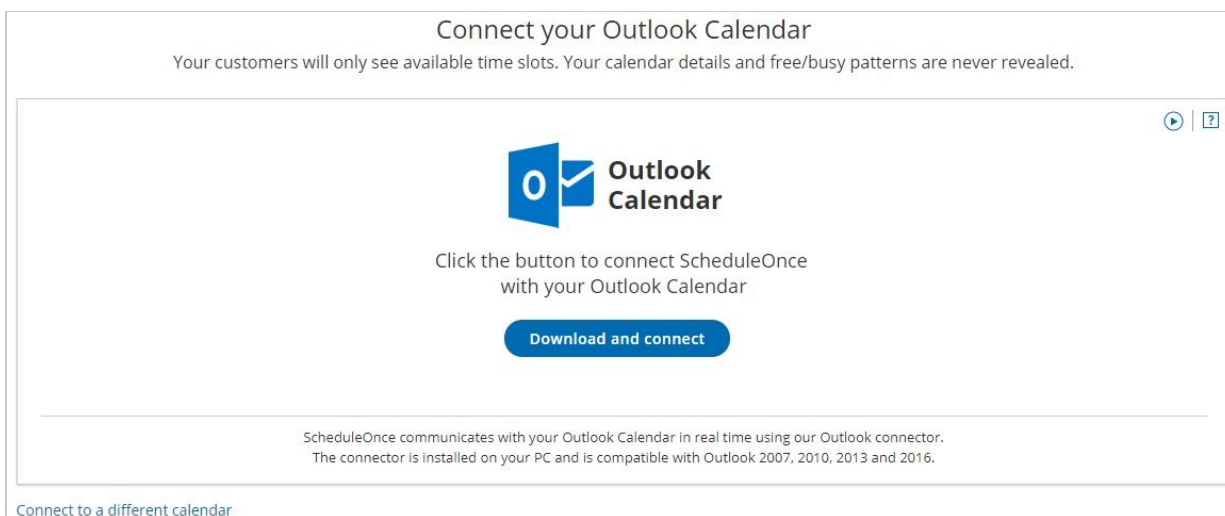 Connect your Outlook Calendar
Your customers will only see available time slots. Your calendar details and free/busy patterns are never revealed.
?
O
Outlook
Calendar
Click the button to connect ScheduleOnce
with your Outlook Calendar
Download and connect
ScheduleOnce communicates with your Outlook Calendar in real time using our Outlook connector.
The connector is installed on your PC and is compatible with Outlook 2007, 2010, 2013 and 2016.
Connect to a different calendar